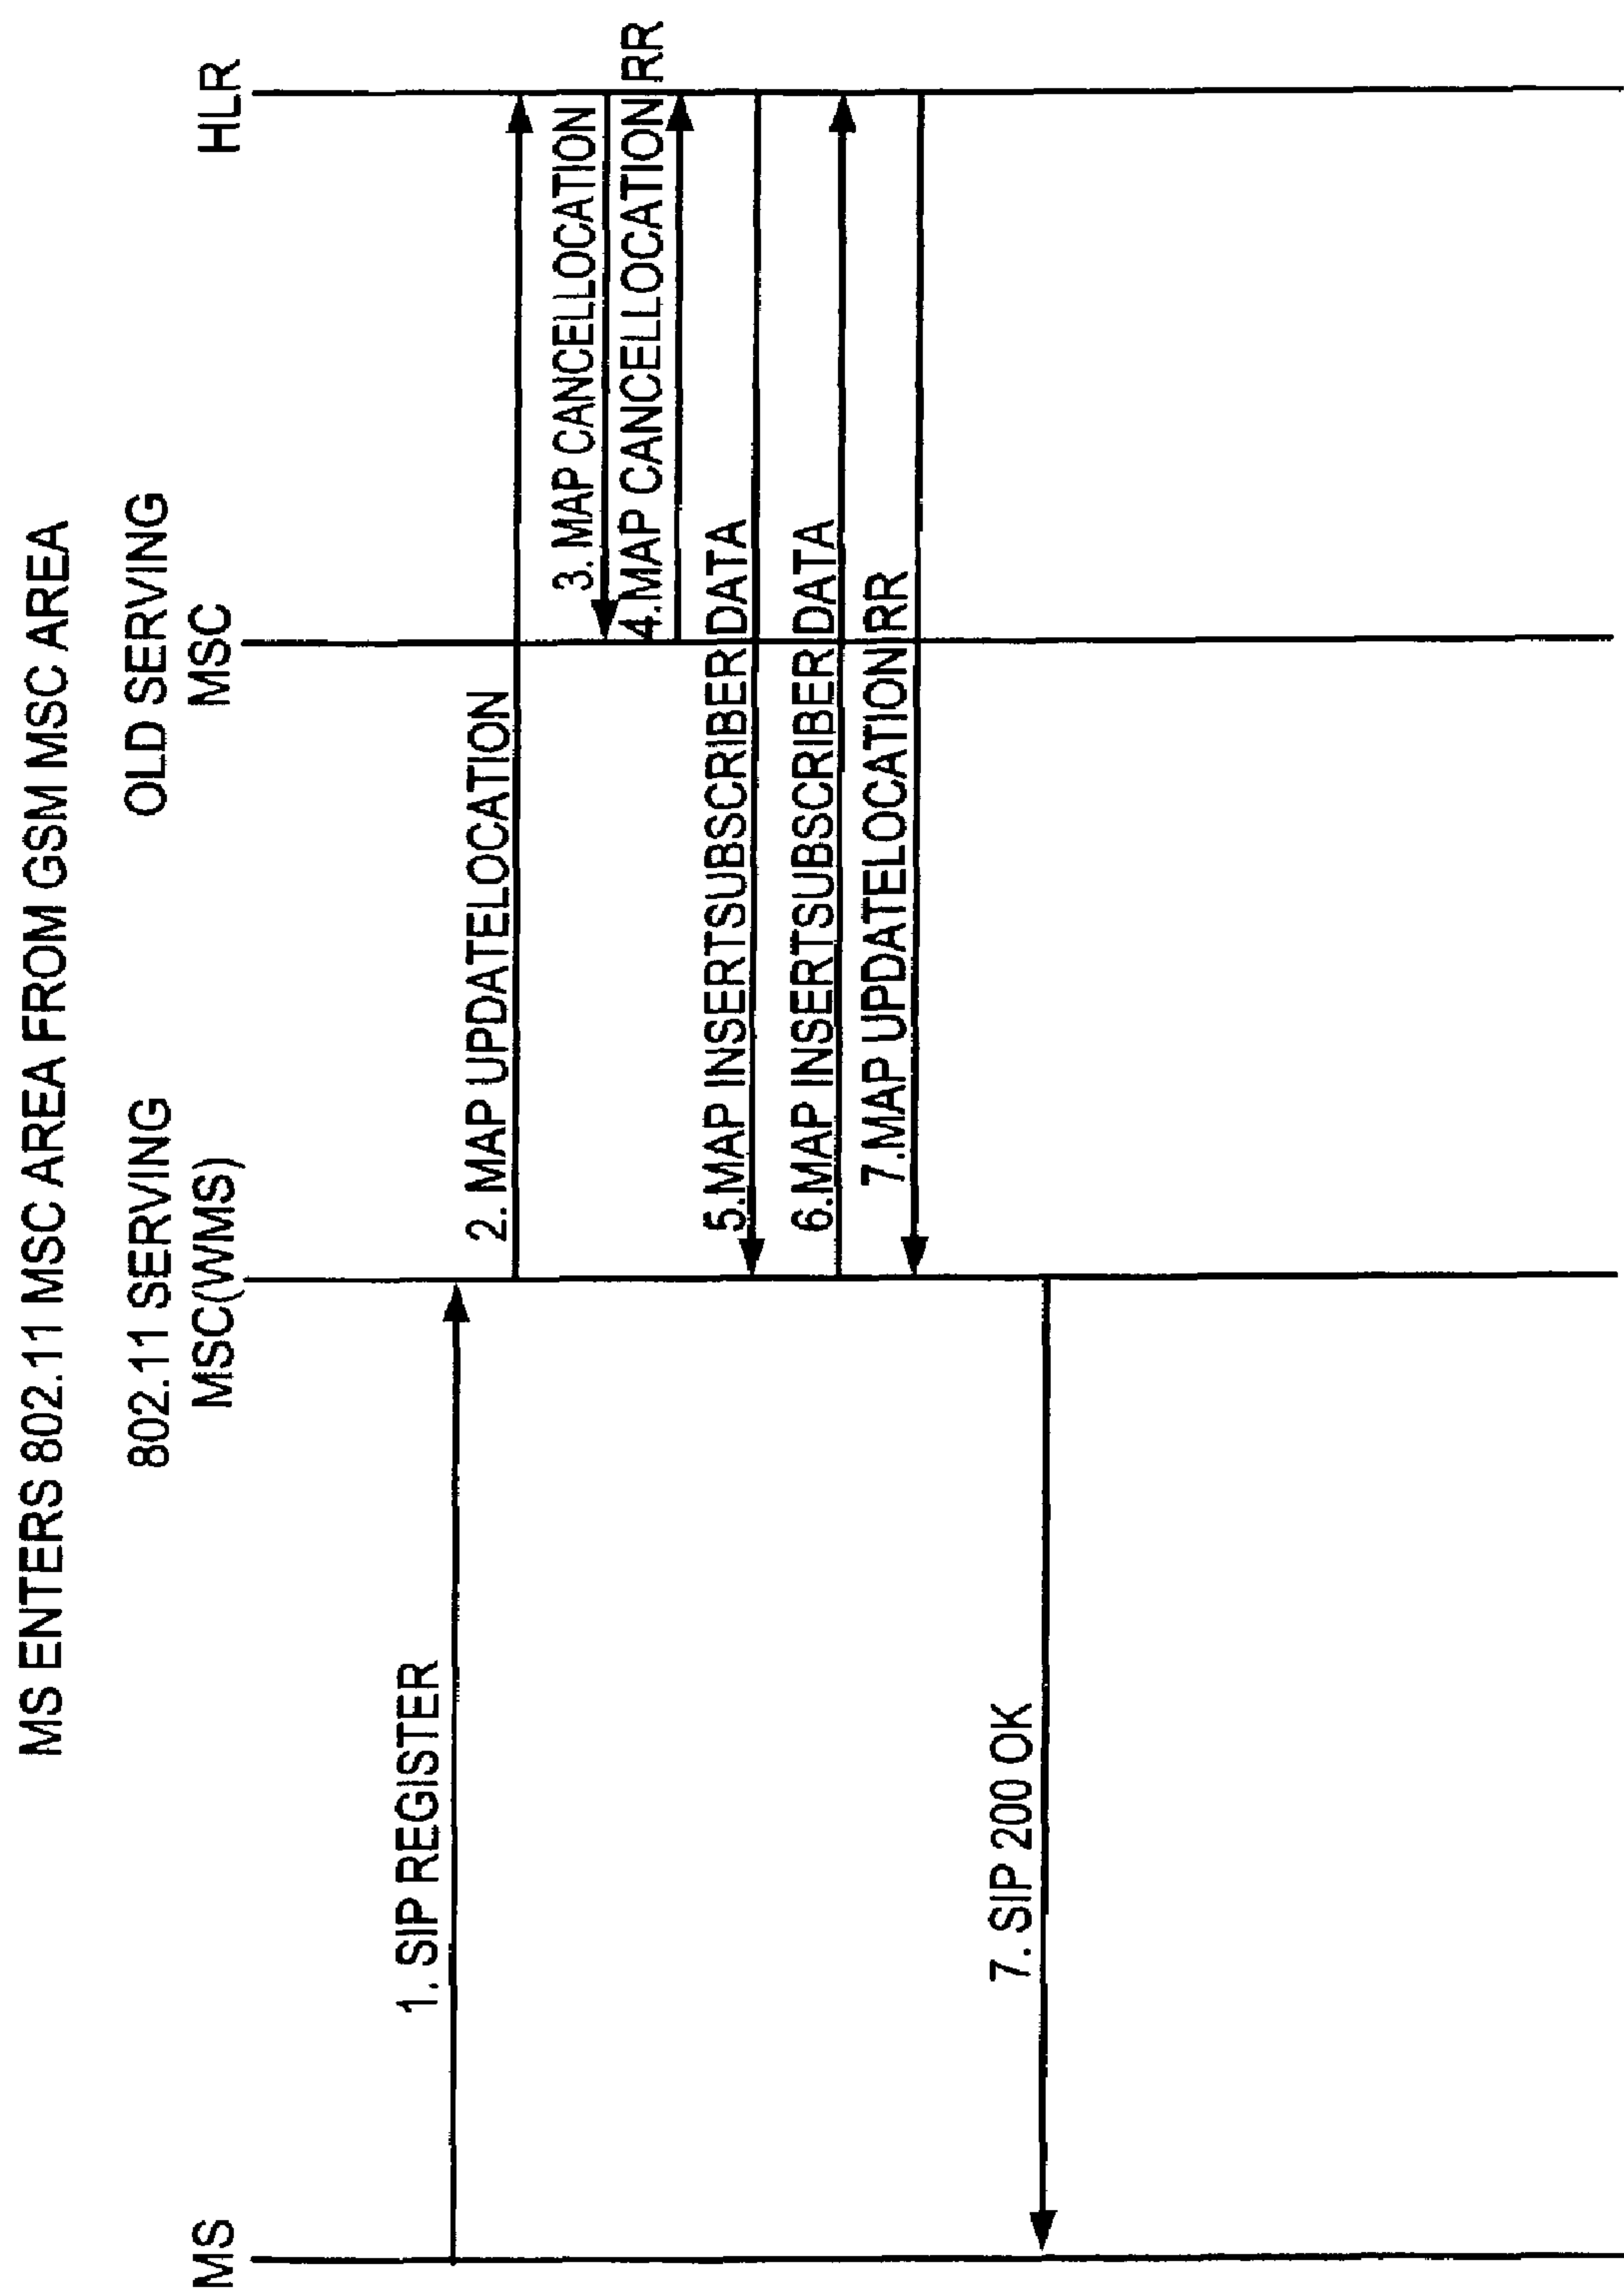 MS ENTERS 802.11 MSC AREA FROM GSM MSC AREA
MS
802.11 SERVING
MSC(WMS)
OLD SERVING
MSC
HLR
1. SIP REGISTER
2. MAP UPDATELOCATION
3. MAP CANCELLOCATION
4.MAP CANCELLOCATION RR
5.MAP INSERTSUBSCRIBER DATA
6.MAP INSERTSUBSCRIBER DATA
7.MAP UPDATELOCATION RR
7. SIP 200 OK